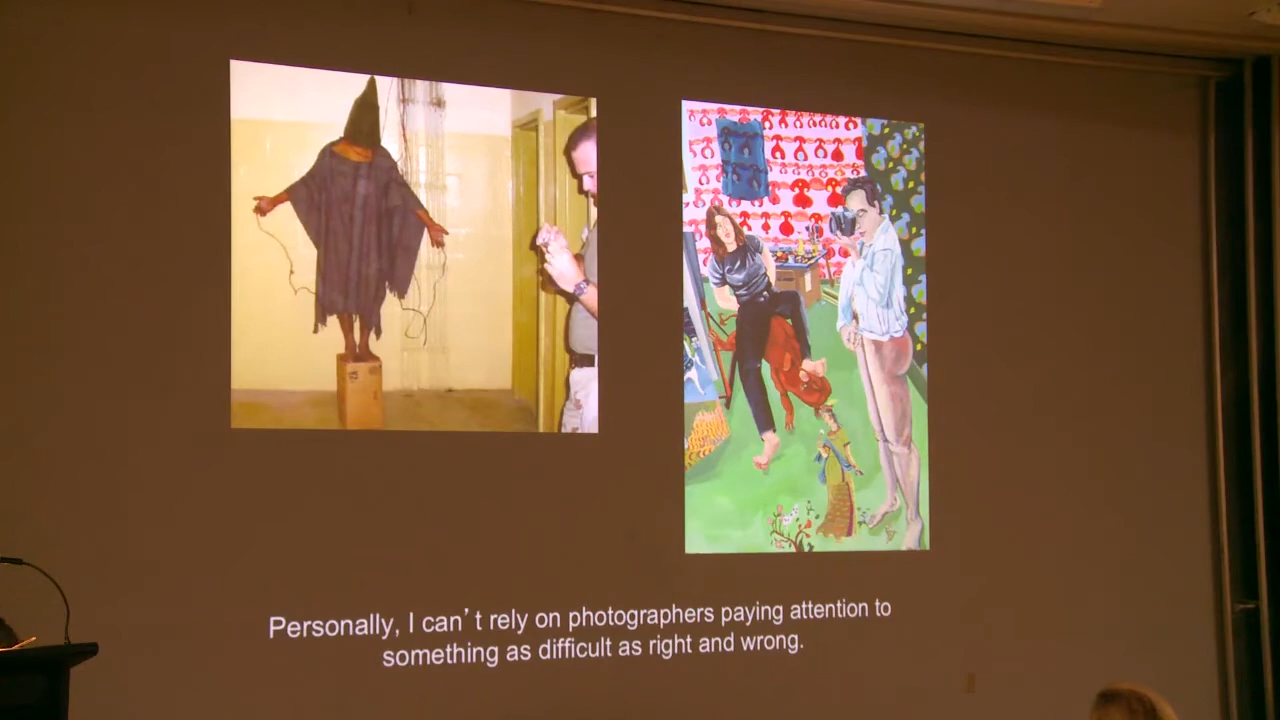 Personally, I can't rely on photographers paying attention to
something as difficult as right and wrong.